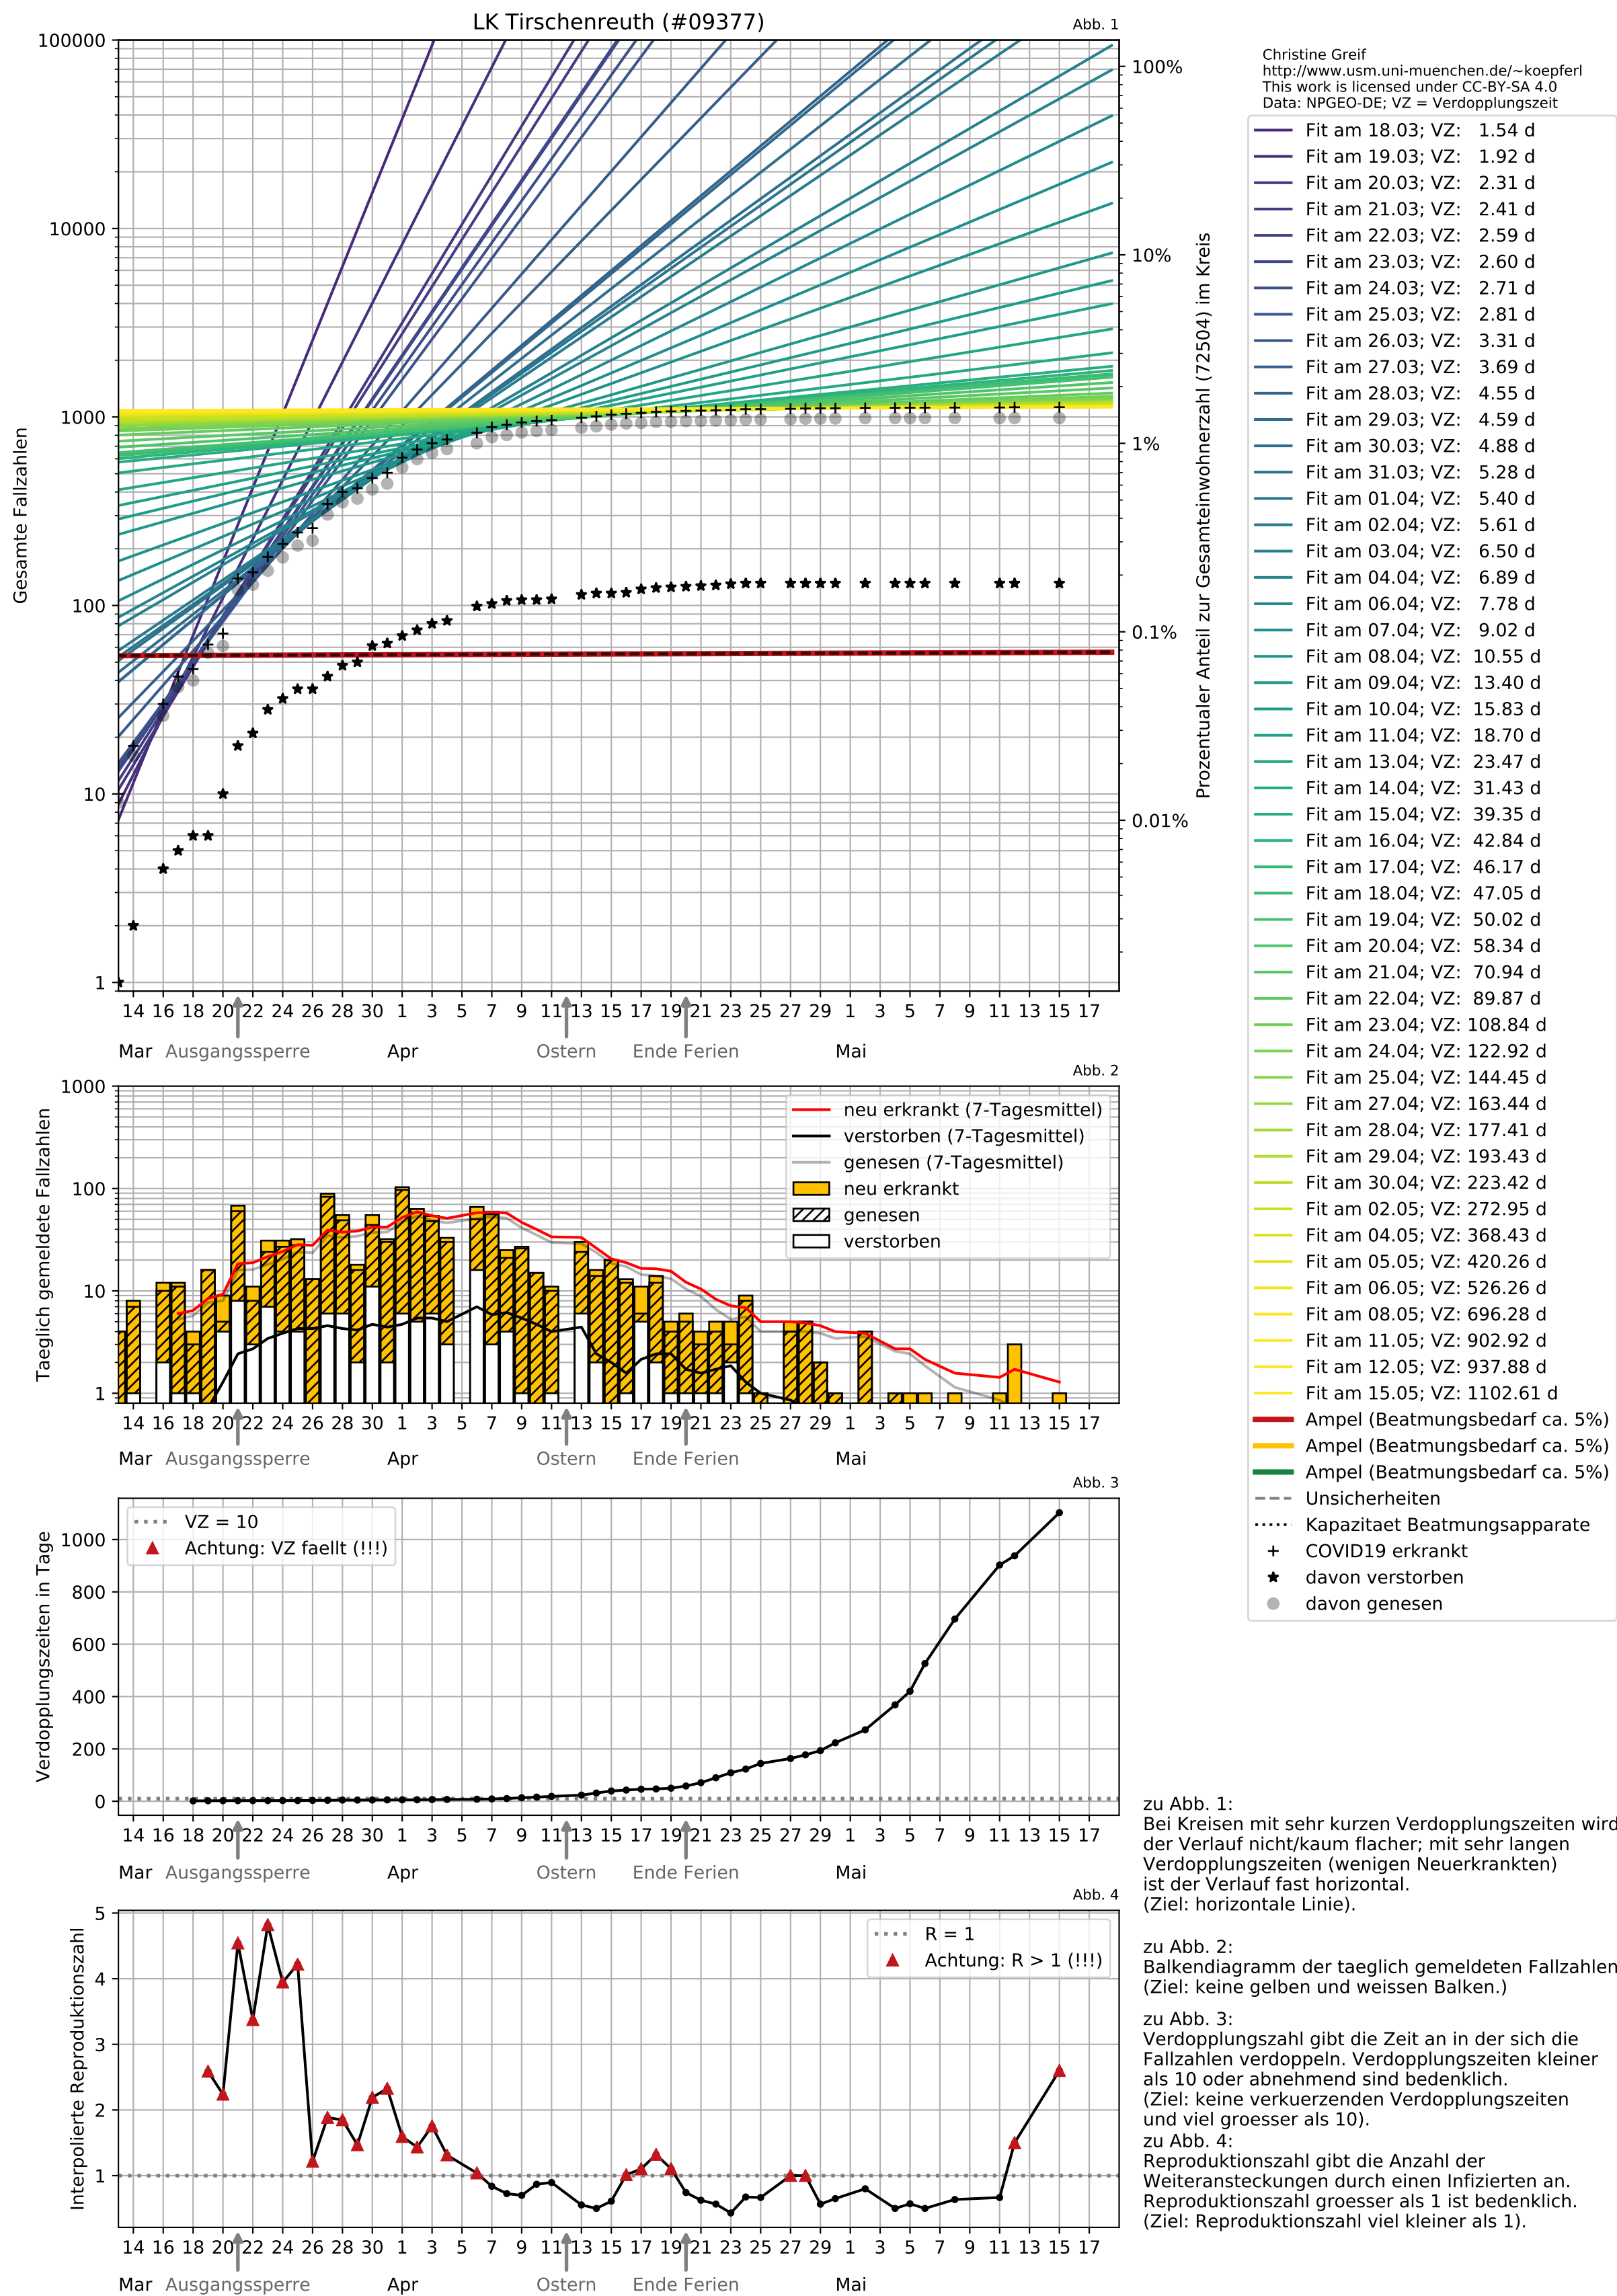 LK Tirschenreuth (#09377)
Abb. 1
100000
10000
1000
100
10
1
Gesamte Fallzahlen
100%
10%
1%
0.1%
0.01%
Prozentualer Anteil zur Gesamteinwohnerzahl (72504) im Kreis
14 16 18 20 22 24 26 28 30 1 3 5 7 9 11 13 15 17 19 21 23 25 27 29 1 3 5 7 9 11 13 15 17
Mar Ausgangssperre Apr Ostern Ende Ferien Mai
Christine Greif
http://www.usm.uni-muenchen.de/~koepferl
This work is licensed under CC-BY-SA 4.0
Data: NPGEO-DE; VZ = Verdopplungszeit
Fit am 18.03; VZ: 1.54 d
Fit am 19.03; VZ: 1.92 d
Fit am 20.03; VZ: 2.31 d
Fit am 21.03; VZ: 2.41 d
Fit am 22.03; VZ: 2.59 d
Fit am 23.03; VZ: 2.60 d
Fit am 24.03; VZ: 2.71 d
Fit am 25.03; VZ: 2.81 d
Fit am 26.03; VZ: 3.31 d
Fit am 27.03; VZ: 3.69 d
Fit am 28.03; VZ: 4.55 d
Fit am 29.03; VZ: 4.59 d
Fit am 30.03; VZ: 4.88 d
Fit am 31.03; VZ: 5.28 d
Fit am 01.04; VZ: 5.40 d
Fit am 02.04; VZ: 5.61 d
Fit am 03.04; VZ: 6.50 d
Fit am 04.04; VZ: 6.89 d
Fit am 06.04; VZ: 7.78 d
Fit am 07.04; VZ: 9.02 d
Fit am 08.04; VZ: 10.55 d
Fit am 09.04; VZ: 13.40 d
Fit am 10.04; VZ: 15.83 d
Fit am 11.04; VZ: 18.70 d
Fit am 13.04; VZ: 23.47 d
Fit am 14.04; VZ: 31.43 d
Fit am 15.04; VZ: 39.35 d
Fit am 16.04; VZ: 42.84 d
Fit am 17.04; VZ: 46.17 d
Fit am 18.04; VZ: 47.05 d
Fit am 19.04; VZ: 50.02 d
Fit am 20.04; VZ: 58.34 d
Fit am 21.04; VZ: 70.94 d
Fit am 22.04; VZ: 89.87 d
Fit am 23.04; VZ: 108.84 d
Fit am 24.04; VZ: 122.92 d
Fit am 25.04; VZ: 144.45 d
Fit am 27.04; VZ: 163.44 d
Fit am 28.04; VZ: 177.41 d
Fit am 29.04; VZ: 193.43 d
Fit am 30.04; VZ: 223.42 d
Fit am 02.05; VZ: 272.95 d
Fit am 04.05; VZ: 368.43 d
Fit am 05.05; VZ: 420.26 d
Fit am 06.05; VZ: 526.26 d
Fit am 08.05; VZ: 696.28 d
Fit am 11.05; VZ: 902.92 d
Fit am 12.05; VZ: 937.88 d
Fit am 15.05; VZ: 1102.61 d
Ampel (Beatmungsbedarf ca. 5%)
Ampel (Beatmungsbedarf ca. 5%)
Ampel (Beatmungsbedarf ca. 5%)
Unsicherheiten
Kapazitaet Beatmungsapparate
COVID19 erkrankt
davon verstorben
davon genesen
Abb. 2
1000
100
10
1
Taeglich gemeldete Fallzahlen
neu erkrankt (7-Tagesmittel)
verstorben (7-Tagesmittel)
genesen (7-Tagesmittel)
neu erkrankt
genesen
verstorben
14 16 18 20 22 24 26 28 30 1 3 5 7 9 11 13 15 17 19 21 23 25 27 29 1 3 5 7 9 11 13 15 17
Mar Ausgangssperre Apr Ostern Ende Ferien Mai
Abb. 3
1000
800
600
400
200
0
Verdopplungszeiten in Tage
VZ = 10
Achtung: VZ faellt (!!!)
14 16 18 20 22 24 26 28 30 1 3 5 7 9 11 13 15 17 19 21 23 25 27 29 1 3 5 7 9 11 13 15 17
Mar Ausgangssperre Apr Ostern Ende Ferien Mai
Abb. 4
5
4
3
2
1
Interpolierte Reproduktionszahl
R = 1
Achtung: R > 1 (!!!)
14 16 18 20 22 24 26 28 30 1 3 5 7 9 11 13 15 17 19 21 23 25 27 29 1 3 5 7 9 11 13 15 17
Mar Ausgangssperre Apr Ostern Ende Ferien Mai
zu Abb. 1:
Bei Kreisen mit sehr kurzen Verdopplungszeiten wird
der Verlauf nicht/kaum flacher; mit sehr langen
Verdopplungszeiten (wenigen Neuerkrankten)
ist der Verlauf fast horizontal.
(Ziel: horizontale Linie).
zu Abb. 2:
Balkendiagramm der taeglich gemeldeten Fallzahlen
(Ziel: keine gelben und weissen Balken.)
zu Abb. 3:
Verdopplungszahl gibt die Zeit an in der sich die
Fallzahlen verdoppeln. Verdopplungszeiten kleiner
als 10 oder abnehmend sind bedenklich.
(Ziel: keine verkuerzenden Verdopplungszeiten
und viel groesser als 10).
zu Abb. 4:
Reproduktionszahl gibt die Anzahl der
Weiteransteckungen durch einen Infizierten an.
Reproduktionszahl groesser als 1 ist bedenklich.
(Ziel: Reproduktionszahl viel kleiner als 1).